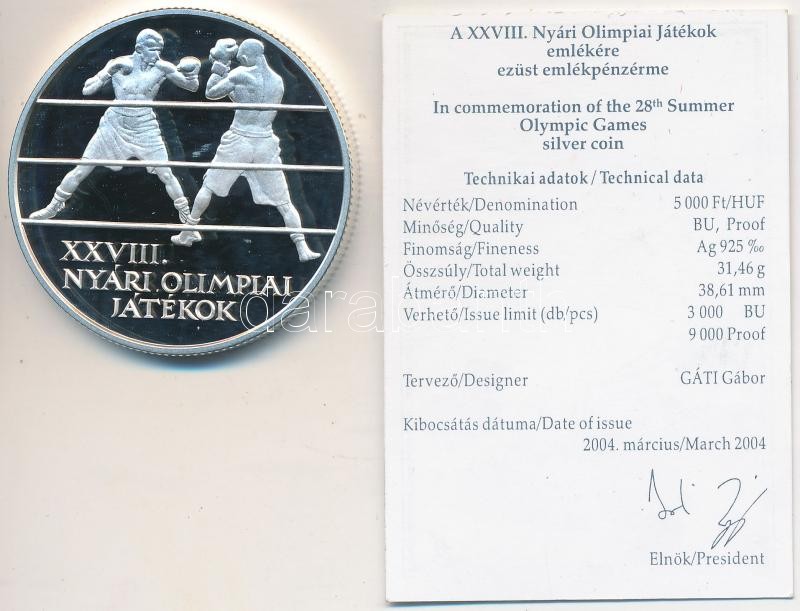 XXVIII.
NYÁRI OLIMPIAI
JÁTÉKOK
A XXVIII. Nyári Olimpiai Játékok
emlékére
ezüst emlékpénzérme
In commemoration of the 28th Summer
Olympic Games
silver coin
Technikai adatok / Technical data
Névérték/Denomination 5 000 Ft/HUF
Minőség/Quality BU, Proof
Finomság/Fineness Ag 925 ‰
Összsúly/Total weight 31,46 g
Átmérő/Diameter 38,61 mm
Verhető/Issue limit (db/pcs) 3 000 BU
9 000 Proof
Tervező/Designer GÁTI Gábor
Kibocsátás dátuma/Date of issue
2004. március/March 2004
Elnök/President